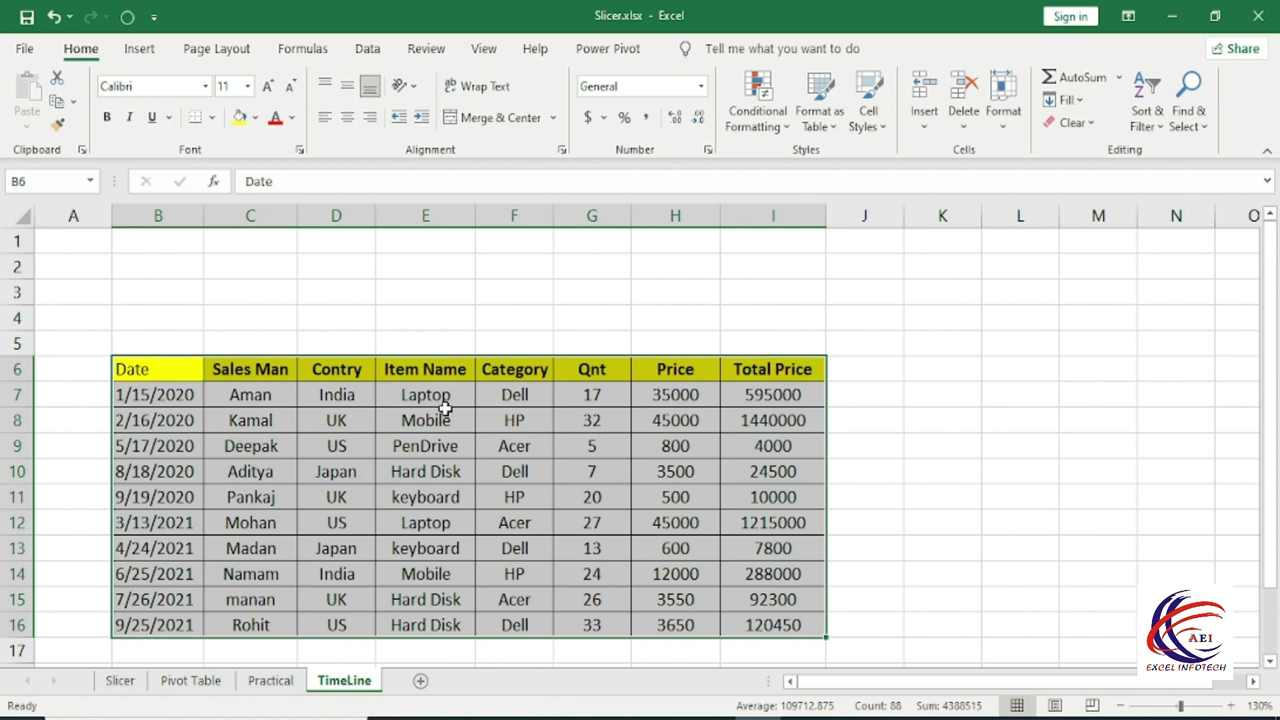 Slicer.xlsx - Excel
Sign in
File Home Insert Page Layout Formulas Data Review View Help Power Pivot Tell me what you want to do Share
Paste
Clipboard
Calibri 11
B I U
Font
Wrap Text
Merge & Center
Alignment
General
$ % ,
Number
Conditional Formatting
Format as Table
Cell Styles
Styles
Insert Delete Format
Cells
AutoSum
Fill
Clear
Sort & Filter
Find & Select
Editing
B6 fx Date
A B C D E F G H I J K L M N O
1
2
3
4
5
6 Date Sales Man Contry Item Name Category Qnt Price Total Price
7 1/15/2020 Aman India Laptop Dell 17 35000 595000
8 2/16/2020 Kamal UK Mobile HP 32 45000 1440000
9 5/17/2020 Deepak US PenDrive Acer 5 800 4000
10 8/18/2020 Aditya Japan Hard Disk Dell 7 3500 24500
11 9/19/2020 Pankaj UK keyboard HP 20 500 10000
12 3/13/2021 Mohan US Laptop Acer 27 45000 1215000
13 4/24/2021 Madan Japan keyboard Dell 13 600 7800
14 6/25/2021 Namam India Mobile HP 24 12000 288000
15 7/26/2021 manan UK Hard Disk Acer 26 3550 92300
16 9/25/2021 Rohit US Hard Disk Dell 33 3650 120450
17
AEI
EXCEL INFOTECH
Slicer Pivot Table Practical TimeLine
Ready Average: 109712.875 Count: 88 Sum: 4388515 130%